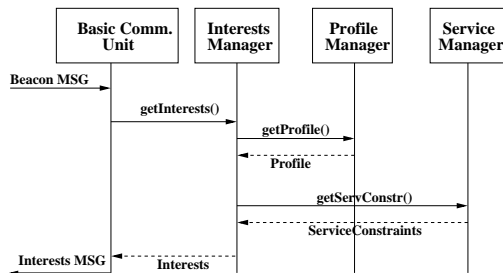 Basic Comm.
Unit
Interests
Manager
Profile
Manager
Service
Manager
Beacon MSG
getInterests()
getProfile()
Profile
getServConstr()
ServiceConstraints
Interests
Interests MSG